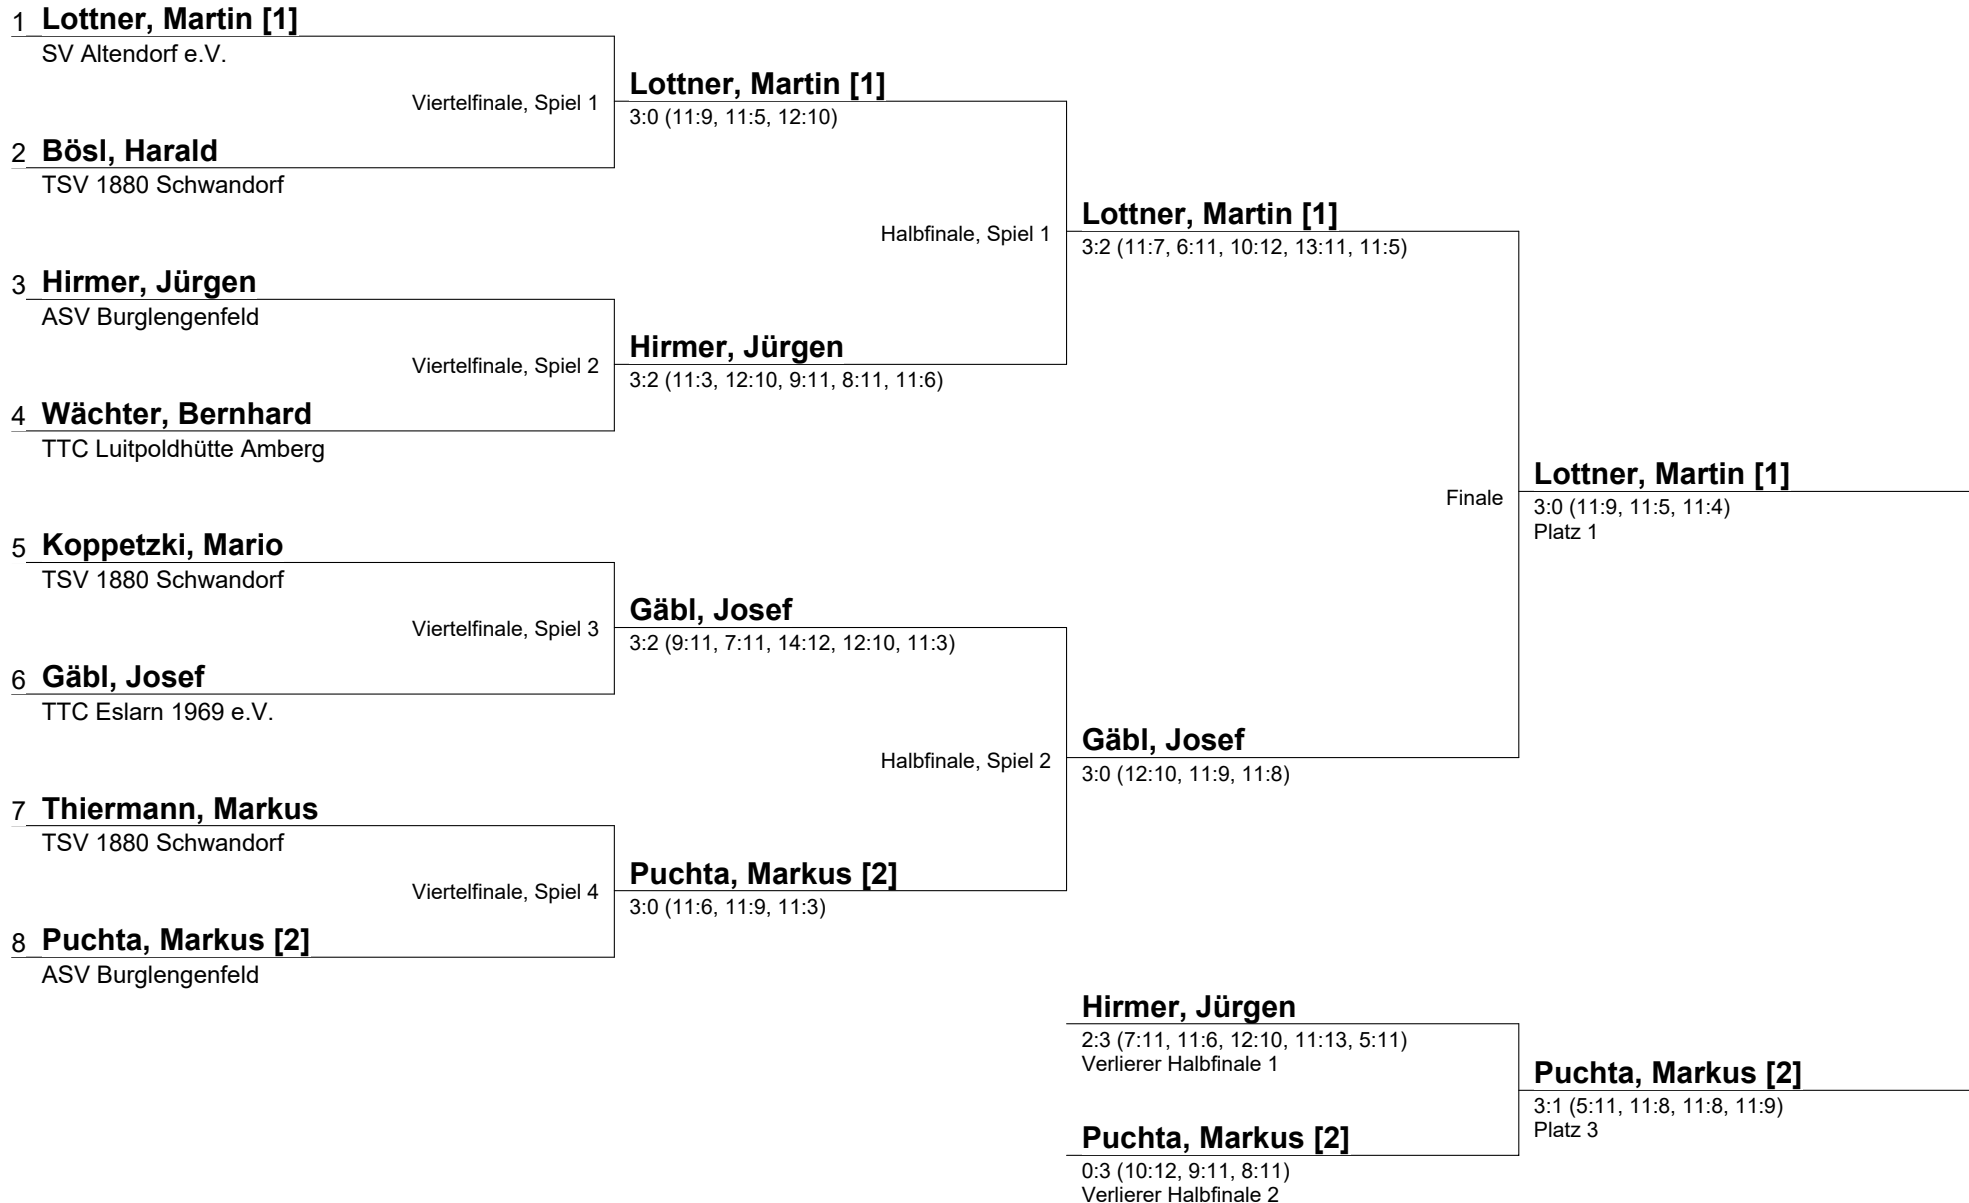 1 Lottner, Martin [1]
SV Altendorf e.V.
Viertelfinale, Spiel 1
2 Bösl, Harald
TSV 1880 Schwandorf
3 Hirmer, Jürgen
ASV Burglengenfeld
Viertelfinale, Spiel 2
4 Wächter, Bernhard
TTC Luitpoldhütte Amberg
5 Koppetzki, Mario
TSV 1880 Schwandorf
Viertelfinale, Spiel 3
6 Gäbl, Josef
TTC Eslarn 1969 e.V.
7 Thiermann, Markus
TSV 1880 Schwandorf
Viertelfinale, Spiel 4
8 Puchta, Markus [2]
ASV Burglengenfeld
Lottner, Martin [1]
3:0 (11:9, 11:5, 12:10)
Halbfinale, Spiel 1
Hirmer, Jürgen
3:2 (11:3, 12:10, 9:11, 8:11, 11:6)
Gäbl, Josef
3:2 (9:11, 7:11, 14:12, 12:10, 11:3)
Halbfinale, Spiel 2
Puchta, Markus [2]
3:0 (11:6, 11:9, 11:3)
Lottner, Martin [1]
3:2 (11:7, 6:11, 10:12, 13:11, 11:5)
Finale
Gäbl, Josef
3:0 (12:10, 11:9, 11:8)
Lottner, Martin [1]
3:0 (11:9, 11:5, 11:4)
Platz 1
Hirmer, Jürgen
2:3 (7:11, 11:6, 12:10, 11:13, 5:11)
Verlierer Halbfinale 1
Puchta, Markus [2]
0:3 (10:12, 9:11, 8:11)
Verlierer Halbfinale 2
Puchta, Markus [2]
3:1 (5:11, 11:8, 11:8, 11:9)
Platz 3